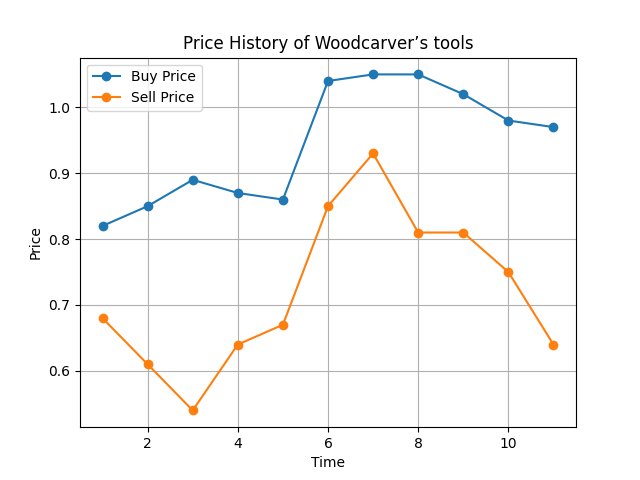 Price History of Woodcarver’s tools
Buy Price
Sell Price
Price
1.0
0.9
0.8
0.7
0.6
2 4 6 8 10
Time